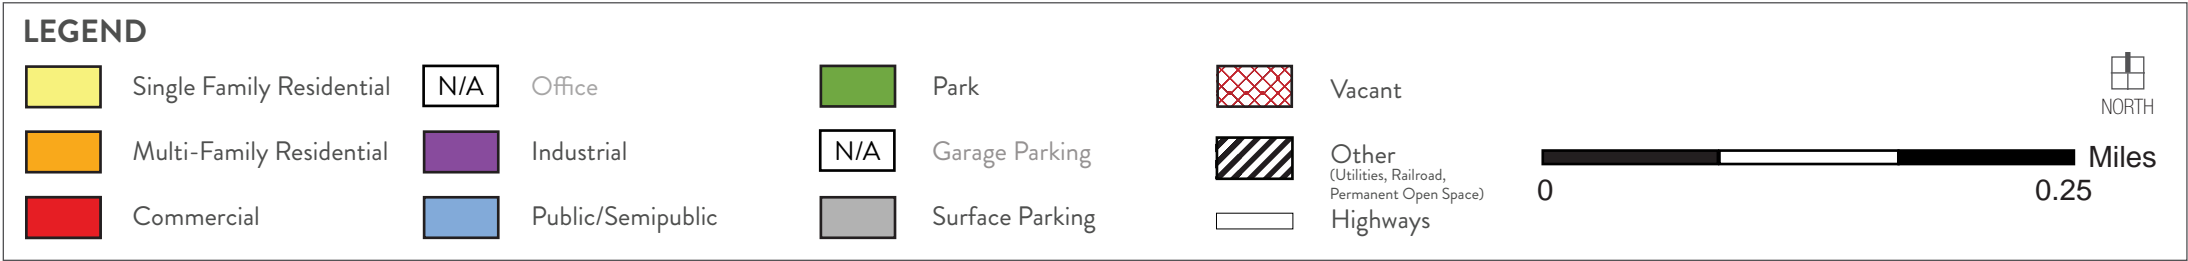 LEGEND
Single Family Residential
Multi-Family Residential
Commercial
N/A Office
Industrial
Public/Semipublic
Park
N/A Garage Parking
Surface Parking
Vacant
Other
(Utilities, Railroad,
Permanent Open Space)
Highways
NORTH
Miles
0 0.25